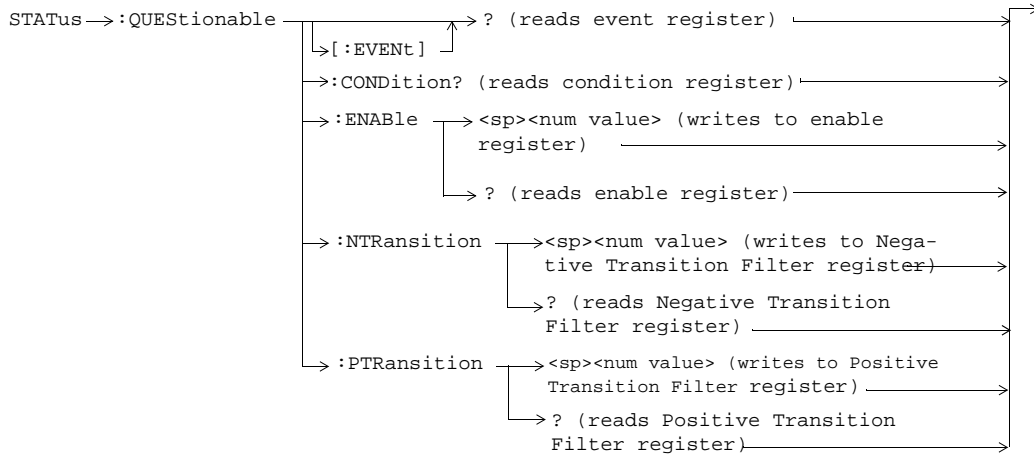 STATus :QUEStionable ? (reads event register)
[:EVENt]
:CONDition? (reads condition register)
:ENABle <sp><num value> (writes to enable
register)
? (reads enable register)
:NTRansition <sp><num value> (writes to Nega-
tive Transition Filter register)
? (reads Negative Transition
Filter register)
:PTRansition <sp><num value> (writes to Positive
Transition Filter register)
? (reads Positive Transition
Filter register)